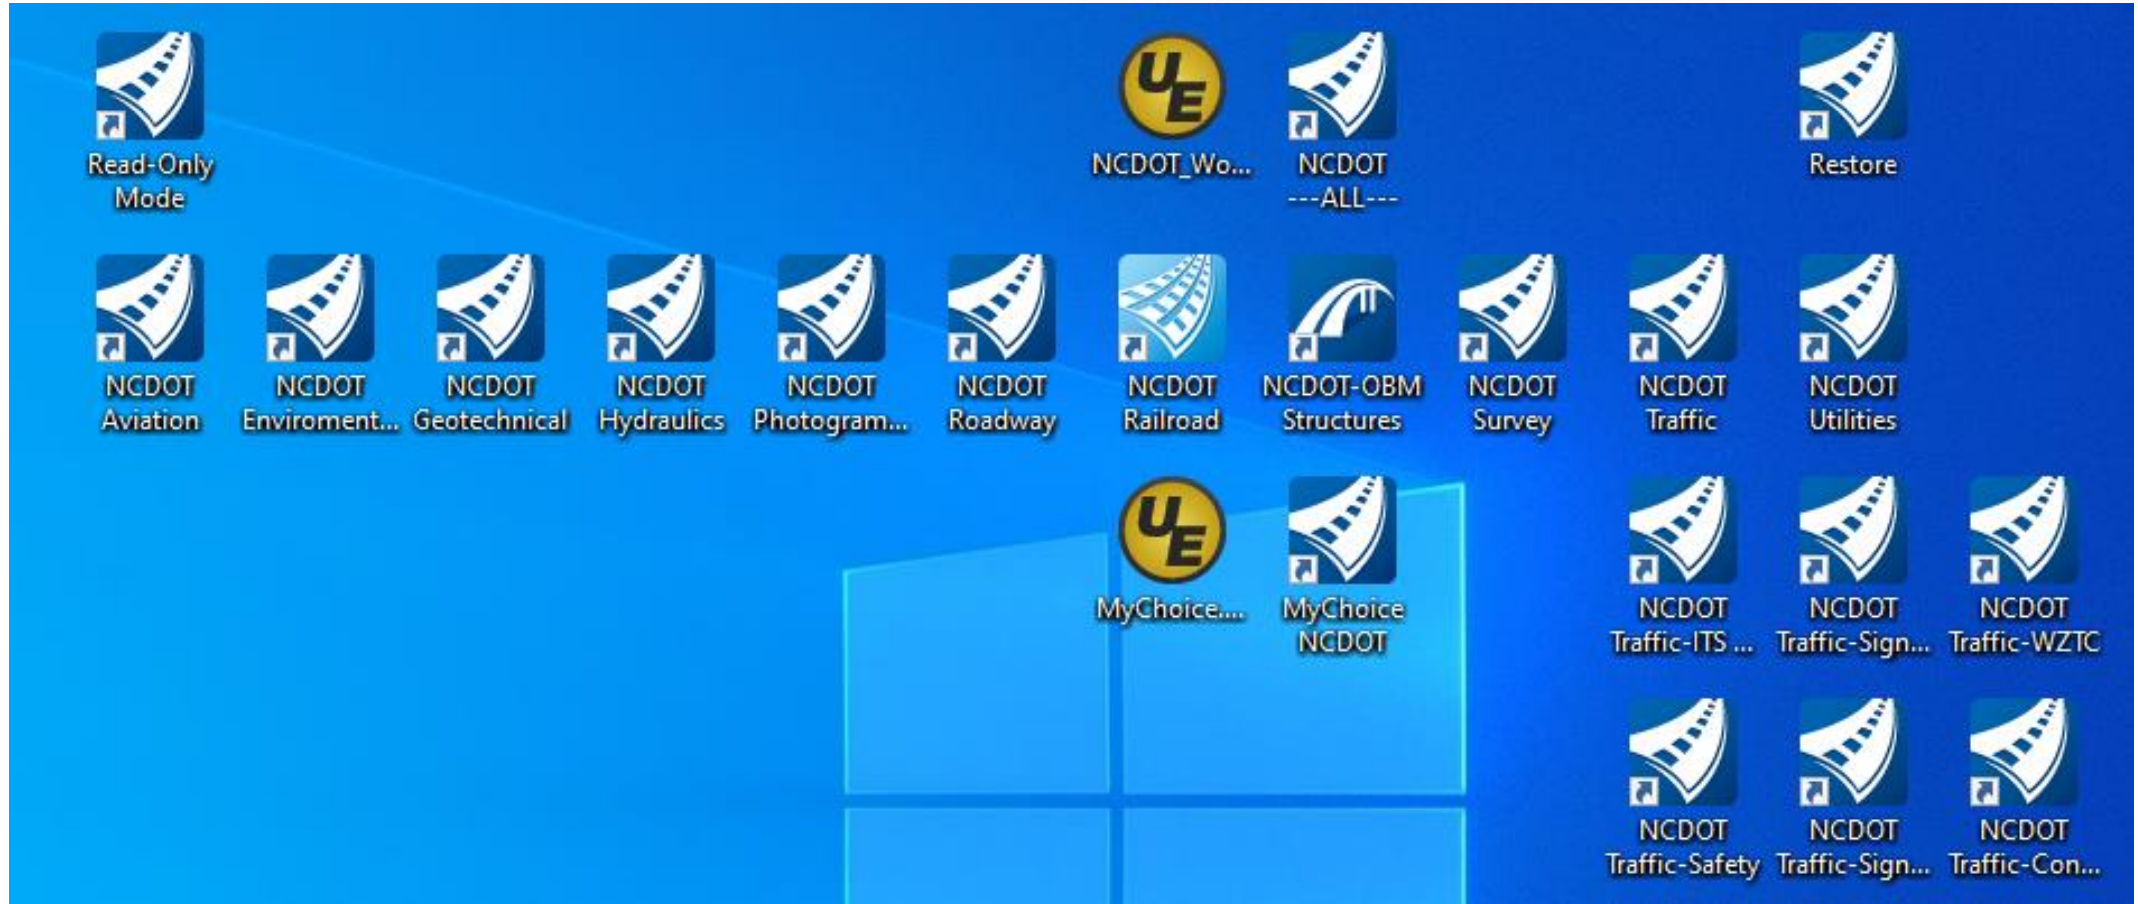 UE
Read-Only
Mode
NCDOT_Wo...
NCDOT
---ALL---
Restore
NCDOT
Aviation
NCDOT
Enviroment...
NCDOT
Geotechnical
NCDOT
Hydraulics
NCDOT
Photogram...
NCDOT
Roadway
NCDOT
Railroad
NCDOT-OBM
Structures
NCDOT
Survey
NCDOT
Traffic
NCDOT
Utilities
UE
MyChoice....
MyChoice
NCDOT
NCDOT
Traffic-ITS ...
NCDOT
Traffic-Sign...
NCDOT
Traffic-WZTC
NCDOT
Traffic-Safety
NCDOT
Traffic-Sign...
NCDOT
Traffic-Con...